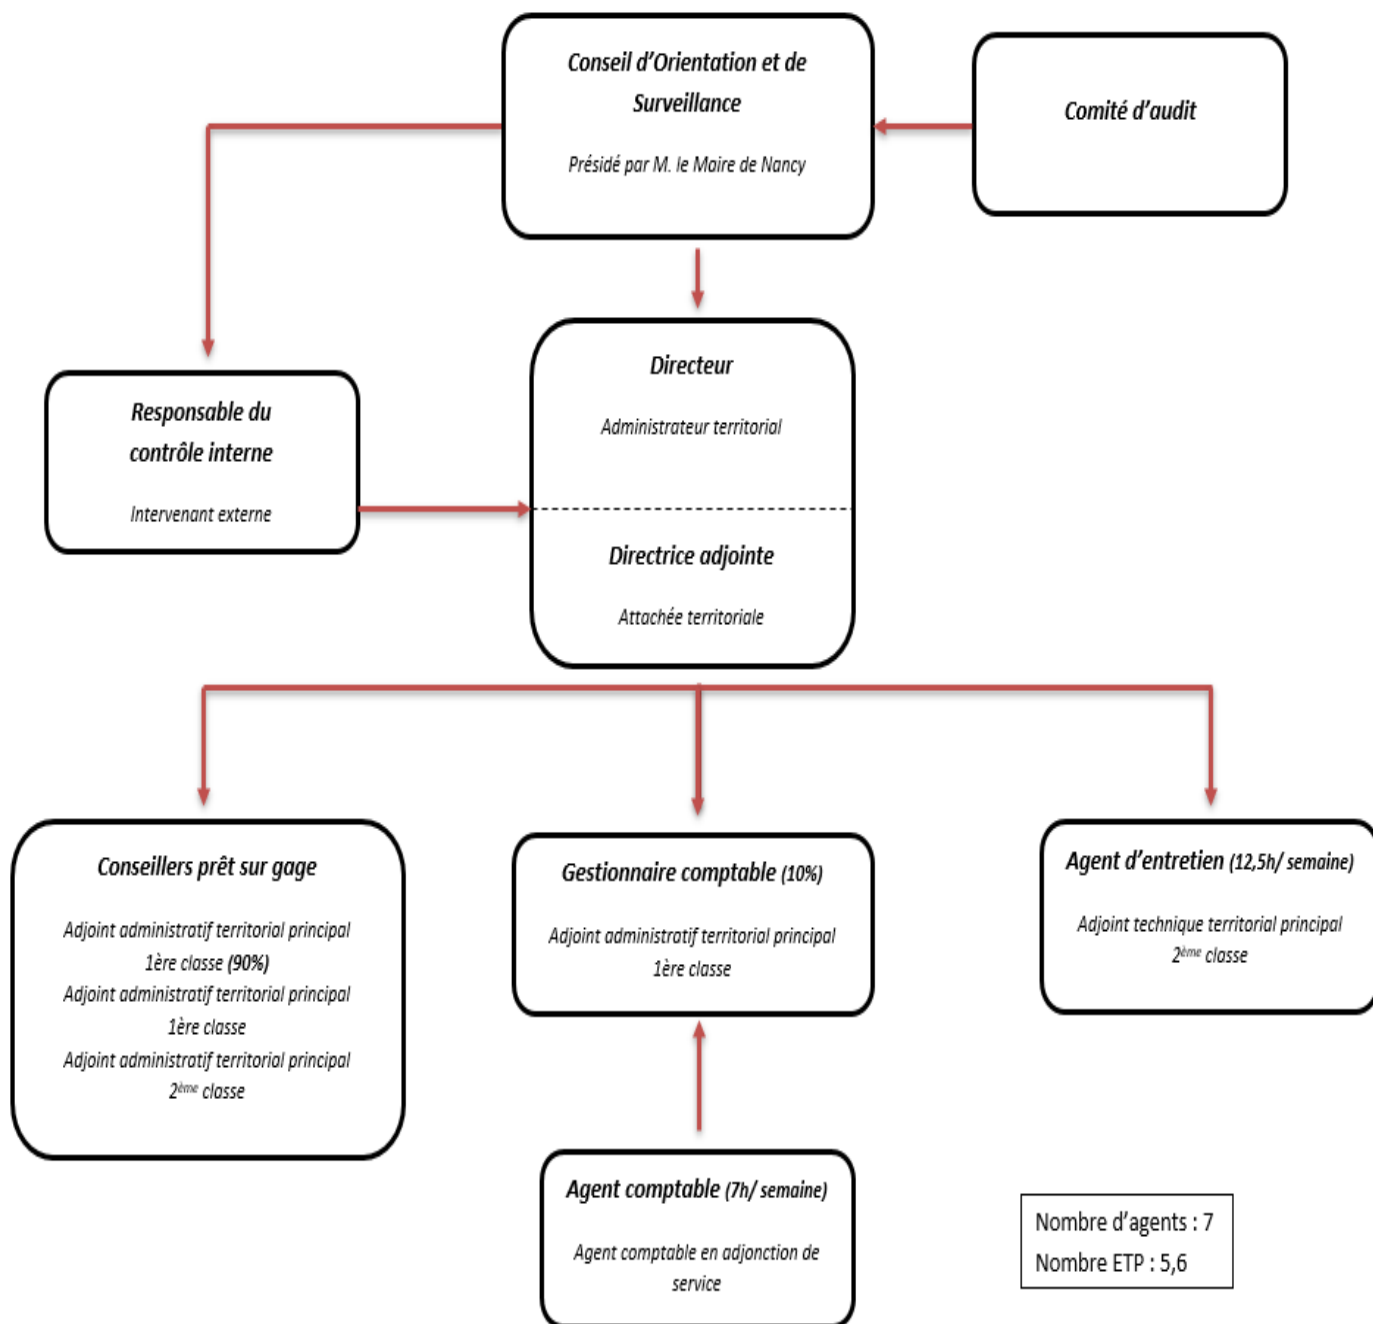 Conseil d'Orientation et de
Surveillance
Présidé par M. le Maire de Nancy
Comité d'audit
Responsable du
contrôle interne
Intervenant externe
Directeur
Administrateur territorial
Directrice adjointe
Attachée territoriale
Conseillers prêt sur gage
Adjoint administratif territorial principal
1ère classe (90%)
Adjoint administratif territorial principal
1ère classe
Adjoint administratif territorial principal
2ème classe
Gestionnaire comptable (10%)
Adjoint administratif territorial principal
1ère classe
Agent d'entretien (12,5h/ semaine)
Adjoint technique territorial principal
2ème classe
Agent comptable (7h/ semaine)
Agent comptable en adjonction de
service
Nombre d'agents : 7
Nombre ETP : 5,6